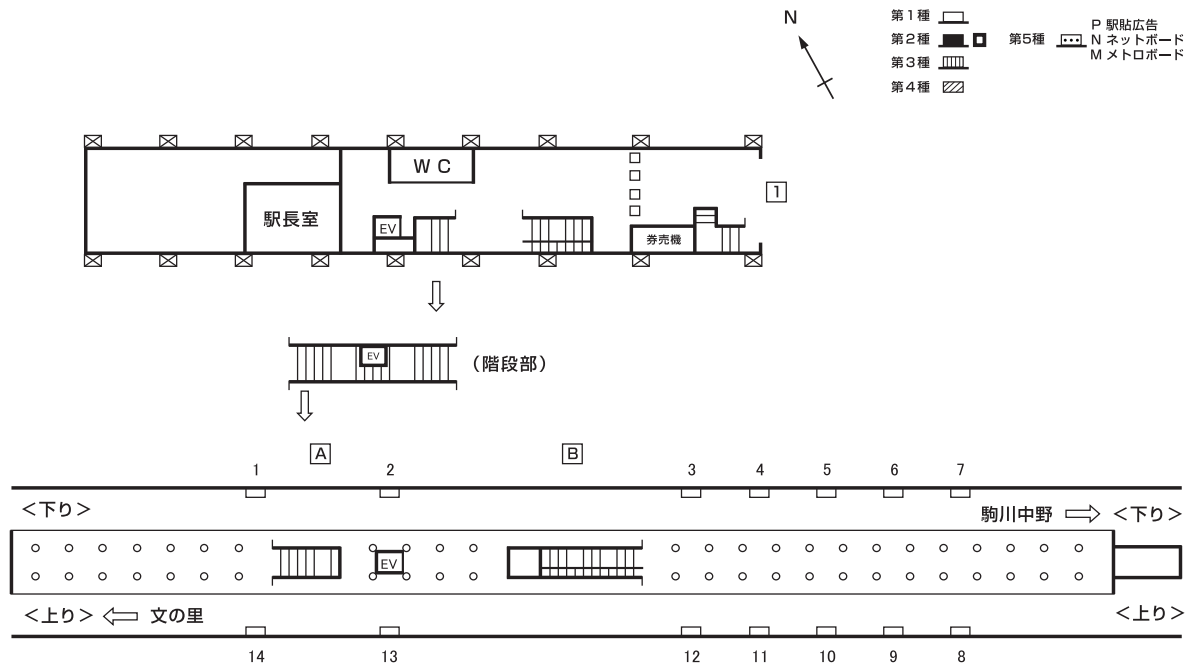 N
第1種
第2種
第3種
第4種
第5種
P 駅貼広告
N ネットボード
M メトロボード
WC
駅長室
EV
券売機
1
EV
(階段部)
A
B
1 2 3 4 5 6 7
<下り>
駒川中野
<下り>
EV
<上り>
文の里
<上り>
14 13 12 11 10 9 8